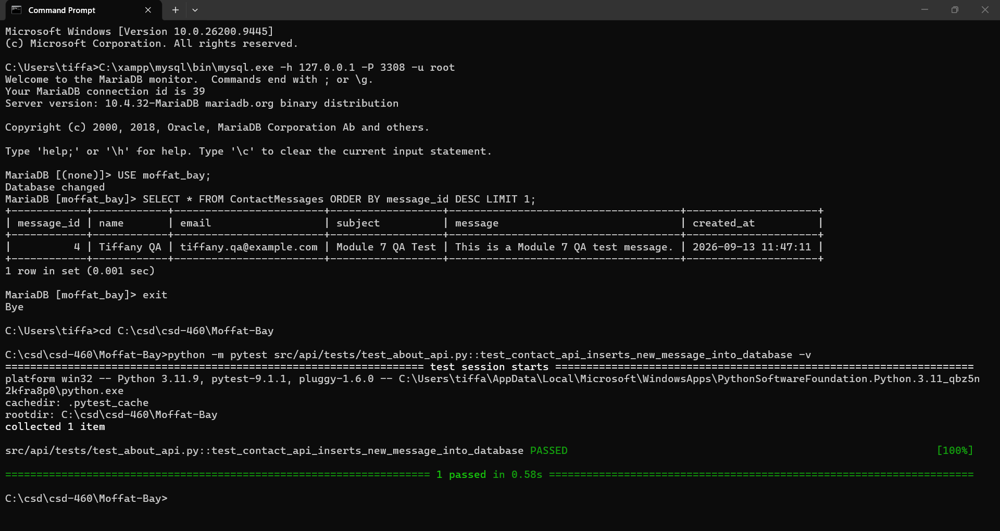 Command Prompt
Microsoft Windows [Version 10.0.26200.9445]
(c) Microsoft Corporation. All rights reserved.
C:\Users\tiffa>C:\xampp\mysql\bin\mysql.exe -h 127.0.0.1 -P 3308 -u root
Welcome to the MariaDB monitor.  Commands end with ; or \g.
Your MariaDB connection id is 39
Server version: 10.4.32-MariaDB mariadb.org binary distribution
Copyright (c) 2000, 2018, Oracle, MariaDB Corporation Ab and others.
Type 'help;' or '\h' for help. Type '\c' to clear the current input statement.
MariaDB [(none)]> USE moffat_bay;
Database changed
MariaDB [moffat_bay]> SELECT * FROM ContactMessages ORDER BY message_id DESC LIMIT 1;
+------------+------------+------------------------+------------------+-------------------------------------+---------------------+
| message_id | name       | email                  | subject          | message                             | created_at          |
+------------+------------+------------------------+------------------+-------------------------------------+---------------------+
|          4 | Tiffany QA | tiffany.qa@example.com | Module 7 QA Test | This is a Module 7 QA test message. | 2026-09-13 11:47:11 |
+------------+------------+------------------------+------------------+-------------------------------------+---------------------+
1 row in set (0.001 sec)
MariaDB [moffat_bay]> exit
Bye
C:\Users\tiffa>cd C:\csd\csd-460\Moffat-Bay
C:\csd\csd-460\Moffat-Bay>python -m pytest src/api/tests/test_about_api.py::test_contact_api_inserts_new_message_into_database -v
=================================================================== test session starts ===================================================================
platform win32 -- Python 3.11.9, pytest-9.1.1, pluggy-1.6.0 -- C:\Users\tiffa\AppData\Local\Microsoft\WindowsApps\PythonSoftwareFoundation.Python.3.11_qbz5n
2kfra8p0\python.exe
cachedir: .pytest_cache
rootdir: C:\csd\csd-460\Moffat-Bay
collected 1 item
src/api/tests/test_about_api.py::test_contact_api_inserts_new_message_into_database PASSED [100%]
==================================================================== 1 passed in 0.58s ====================================================================
C:\csd\csd-460\Moffat-Bay>